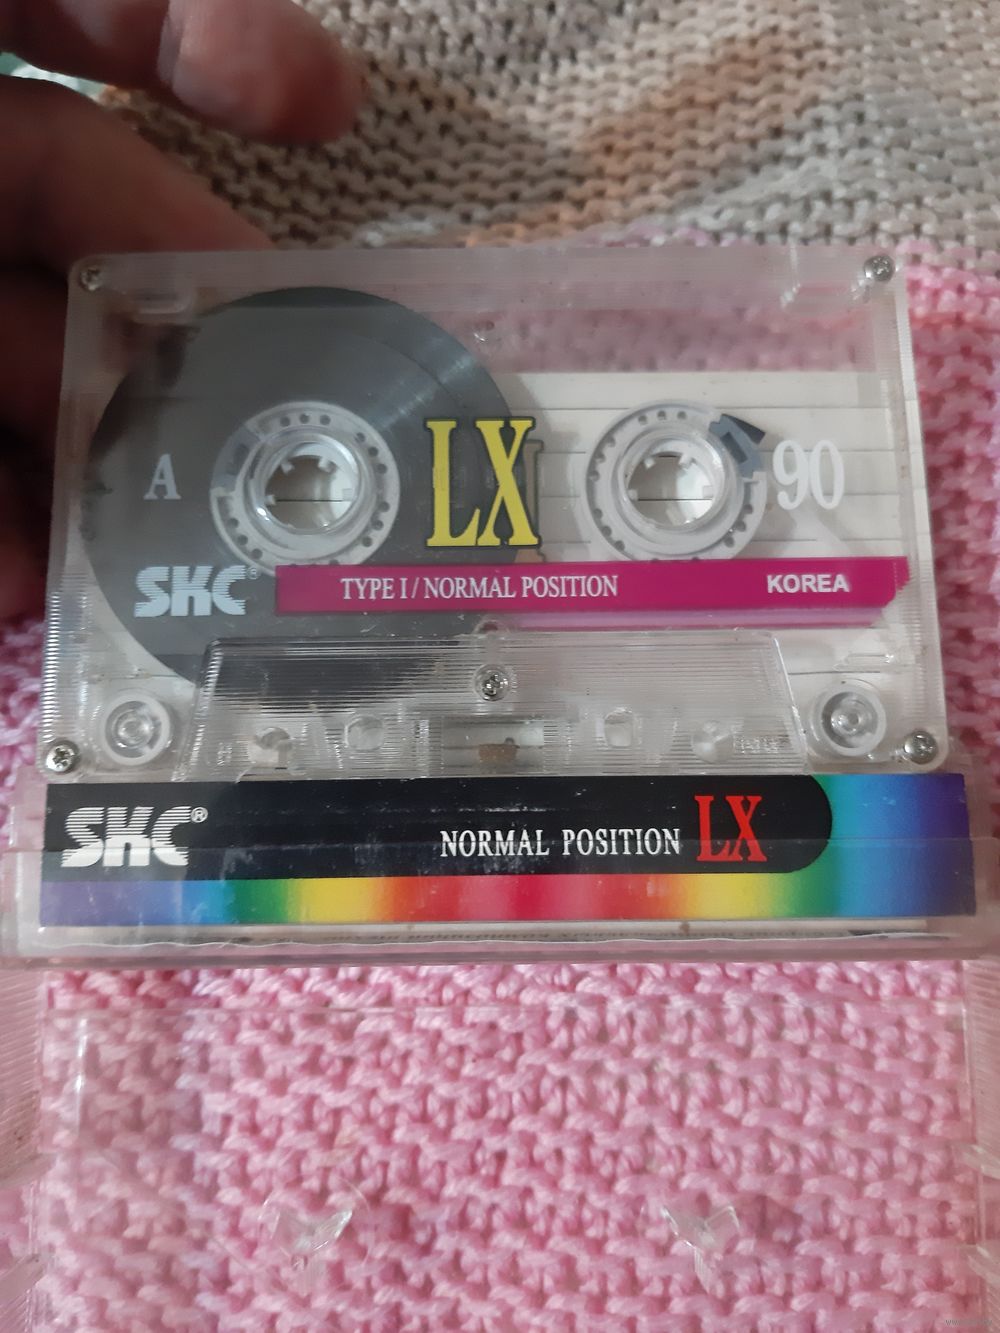 A
LX
90
SKC®
TYPE I / NORMAL POSITION
KOREA
SKC®
NORMAL POSITION LX